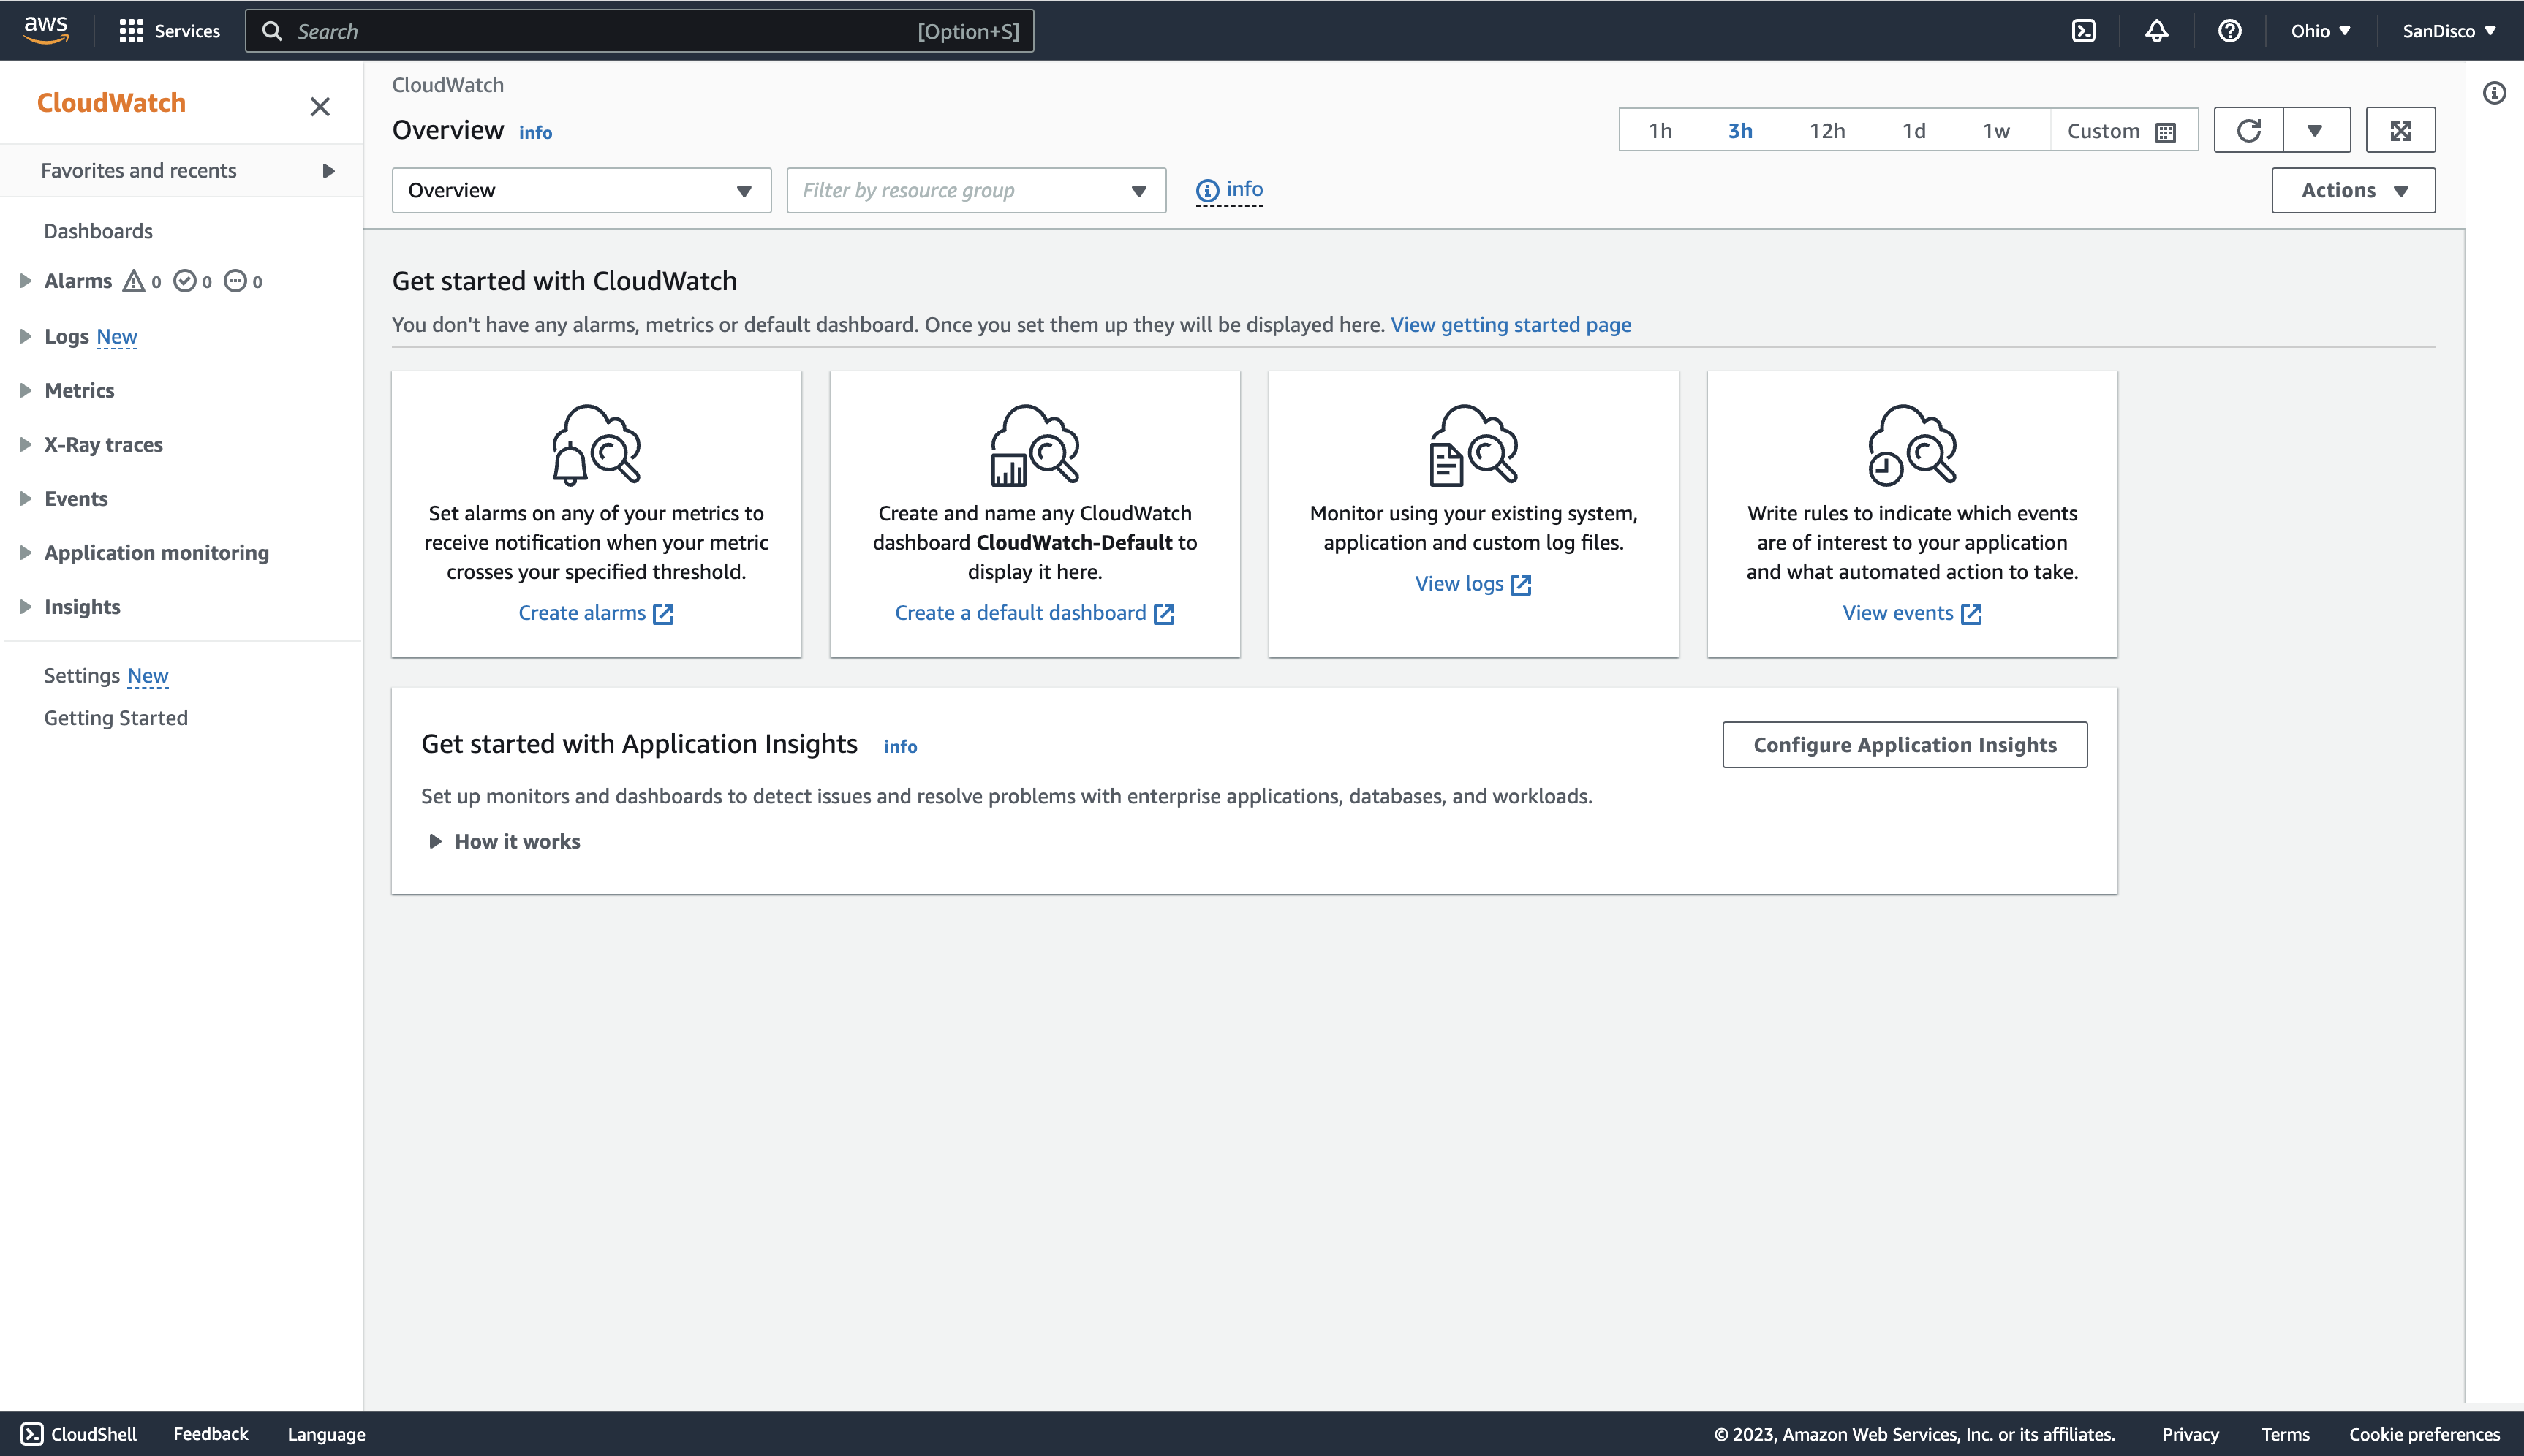 aws
Services
Search [Option+S]
Ohio
SanDisco
CloudWatch
Favorites and recents
Dashboards
Alarms 0 0 0
Logs New
Metrics
X-Ray traces
Events
Application monitoring
Insights
Settings New
Getting Started
CloudWatch
Overview info
1h 3h 12h 1d 1w Custom
Overview
Filter by resource group
info
Actions
Get started with CloudWatch
You don't have any alarms, metrics or default dashboard. Once you set them up they will be displayed here. View getting started page
Set alarms on any of your metrics to
receive notification when your metric
crosses your specified threshold.
Create alarms
Create and name any CloudWatch
dashboard CloudWatch-Default to
display it here.
Create a default dashboard
Monitor using your existing system,
application and custom log files.
View logs
Write rules to indicate which events
are of interest to your application
and what automated action to take.
View events
Get started with Application Insights info
Configure Application Insights
Set up monitors and dashboards to detect issues and resolve problems with enterprise applications, databases, and workloads.
How it works
CloudShell
Feedback
Language
© 2023, Amazon Web Services, Inc. or its affiliates.
Privacy
Terms
Cookie preferences